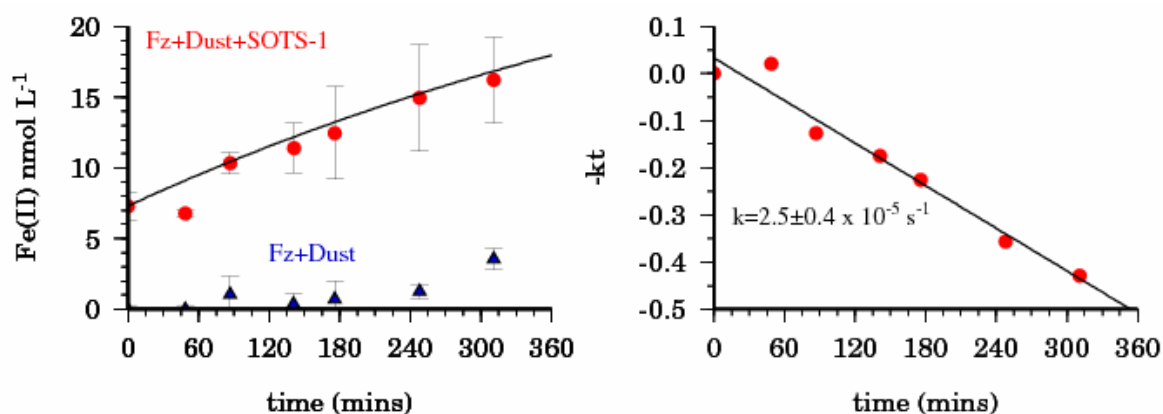 Fe(II) nmol L-1
20
15
10
5
0
Fz+Dust+SOTS-1
Fz+Dust
0 60 120 180 240 300 360
time (mins)
-kt
0.0
-0.1
-0.2
-0.3
-0.4
-0.5
k=2.5±0.4 x 10-5 s-1
0 60 120 180 240 300 360
time (mins)